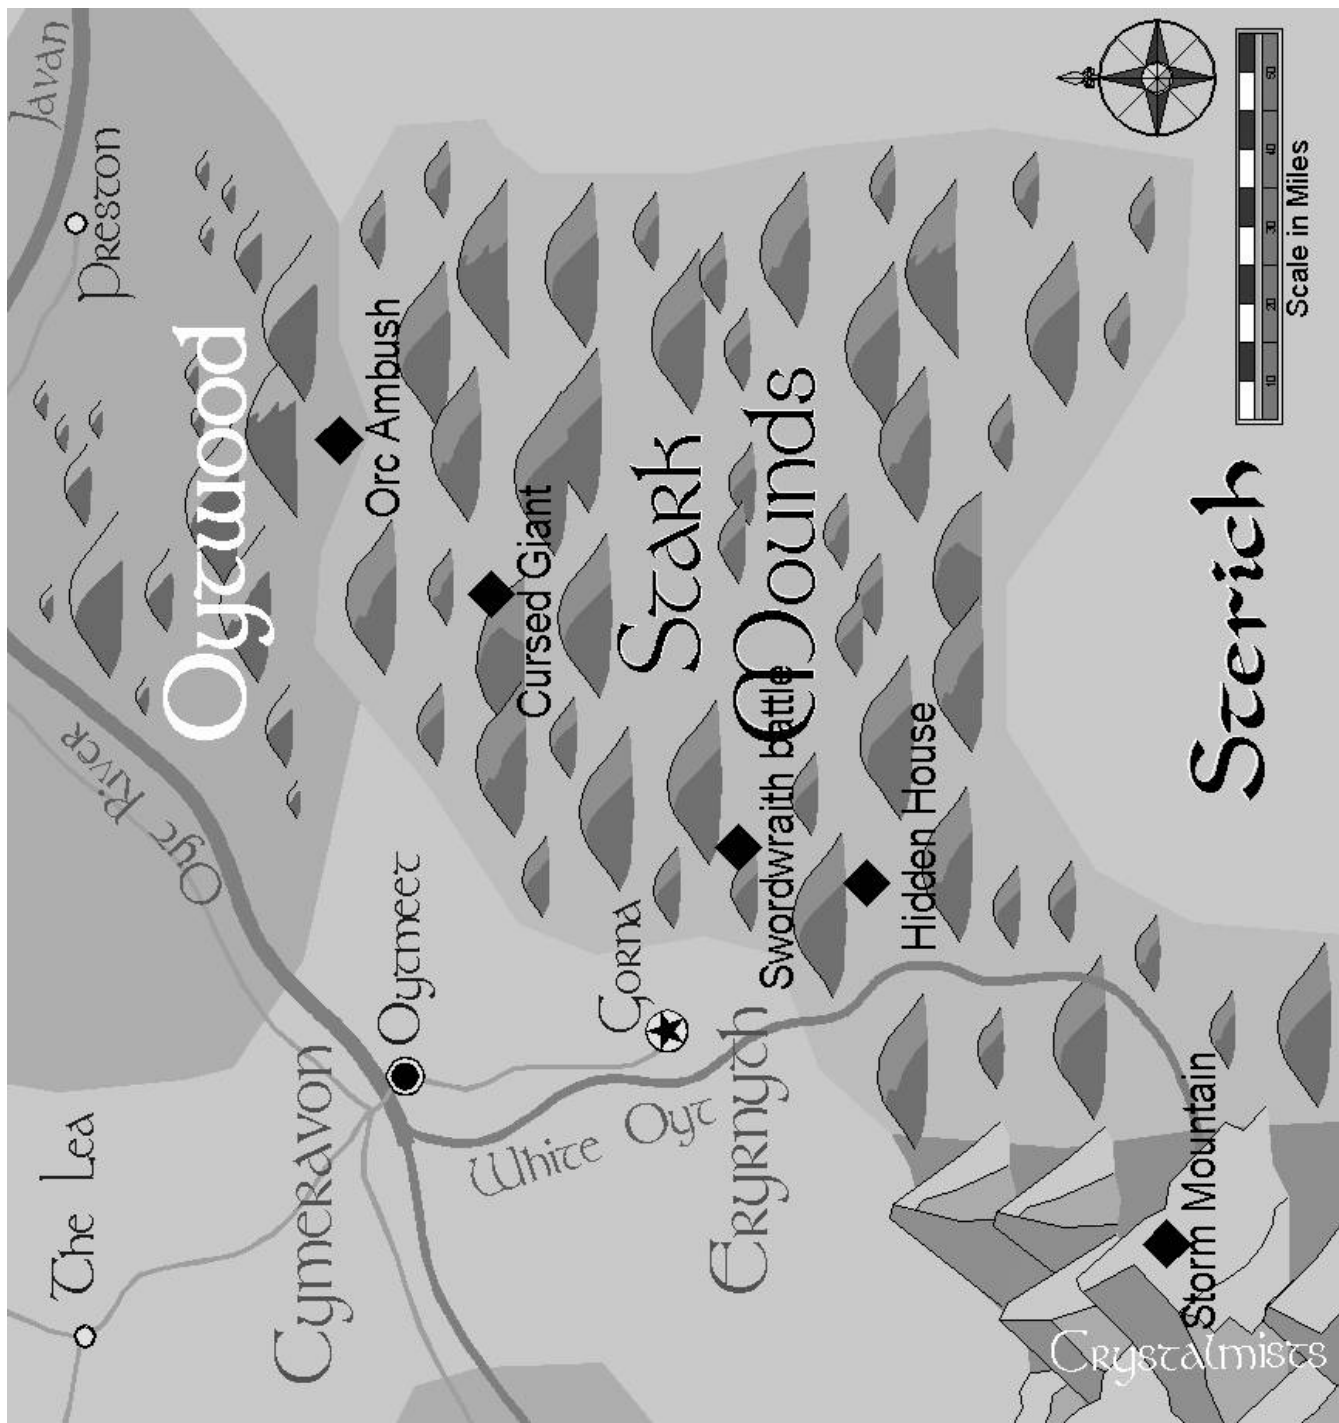 Javan
The Lea
Preston
Oyt River
Oytwood
Cymeravon
Orc Ambush
Oytmeet
Cursed Giant
White Oyt
Gorna
Stark
Mounds
Eryrnyth
Swordwraith battle
Hidden House
Storm Mountain
Crystalmists
Sterich
10 20 30 40 50
Scale in Miles